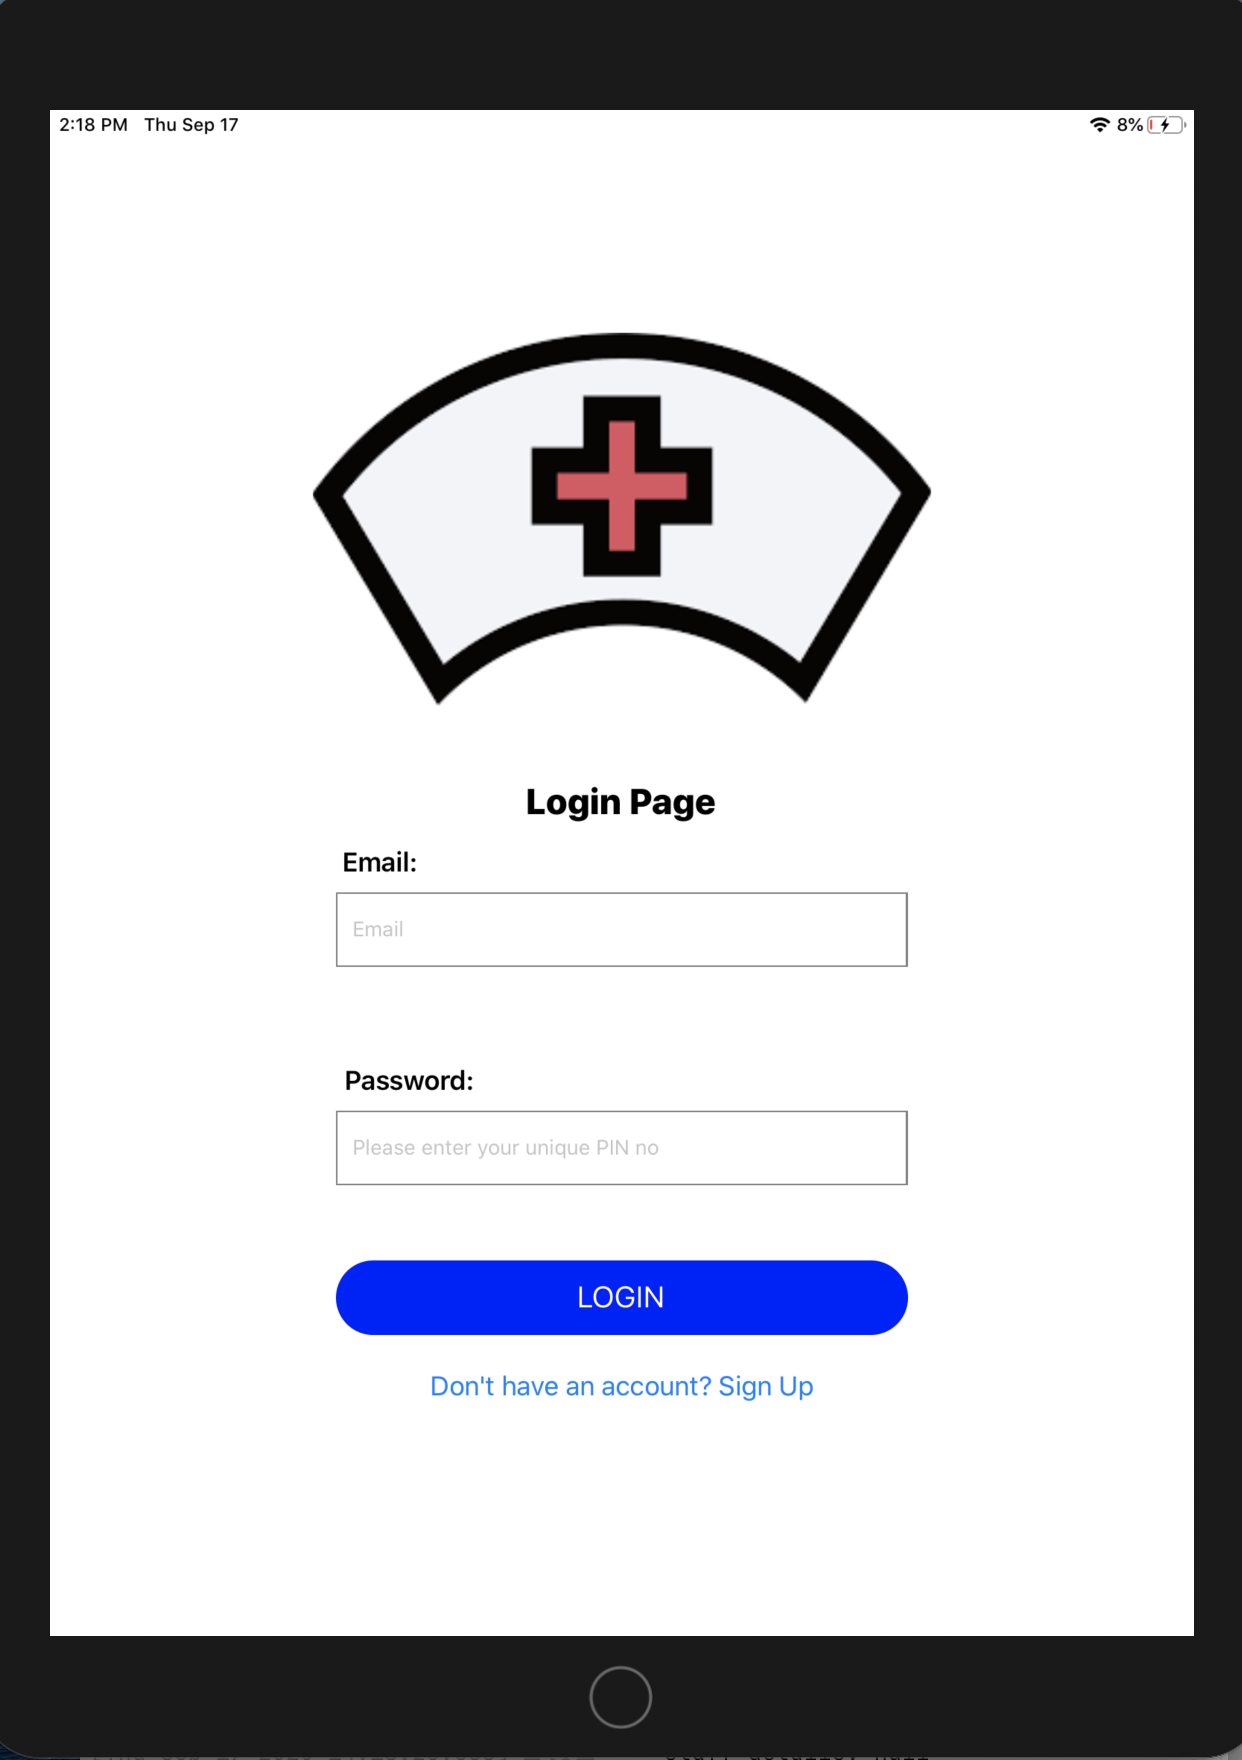 2:18 PM Thu Sep 17 8%
Login Page
Email:
Email
Password:
Please enter your unique PIN no
LOGIN
Don't have an account? Sign Up